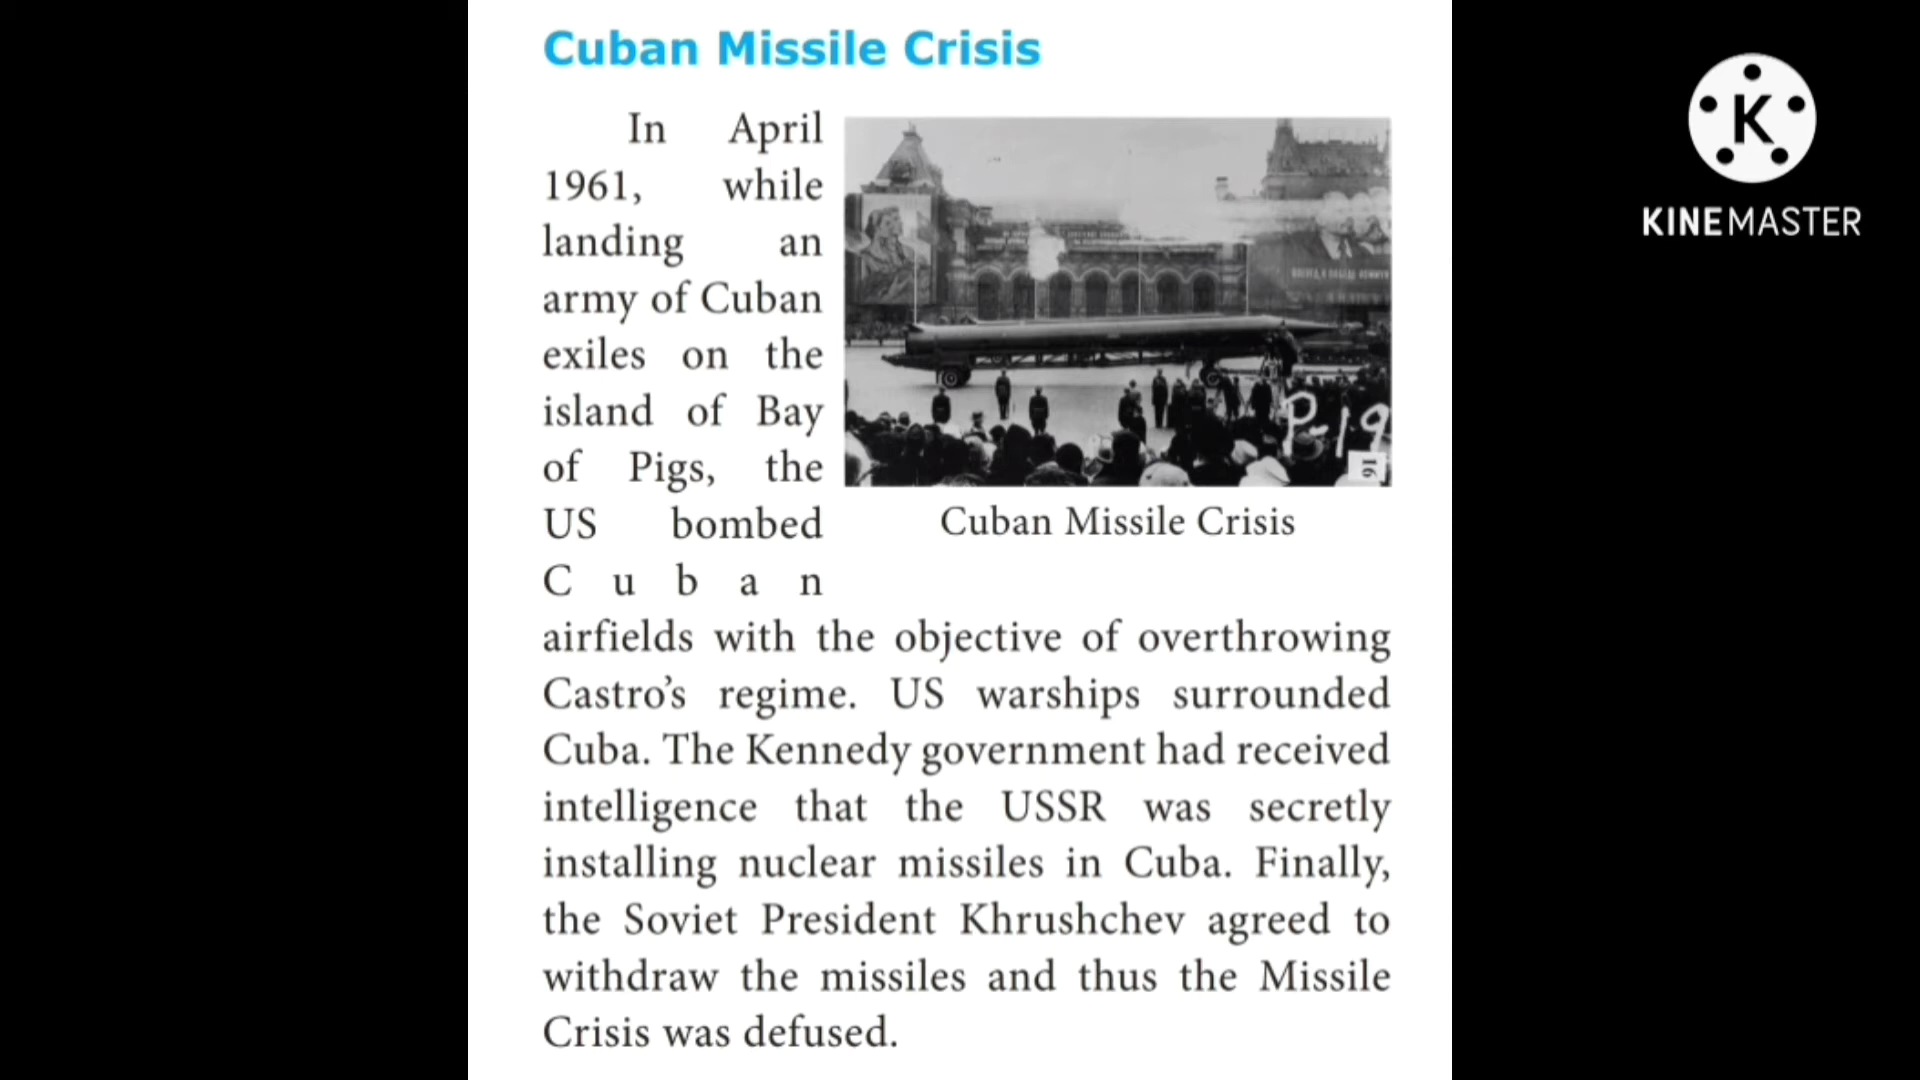 Cuban Missile Crisis
In April
1961, while
landing an
army of Cuban
exiles on the
island of Bay
of Pigs, the
US bombed
Cuban
airfields with the objective of overthrowing
Castro's regime. US warships surrounded
Cuba. The Kennedy government had received
intelligence that the USSR was secretly
installing nuclear missiles in Cuba. Finally,
the Soviet President Khrushchev agreed to
withdraw the missiles and thus the Missile
Crisis was defused.
P-19
16
Cuban Missile Crisis
K
KINEMASTER